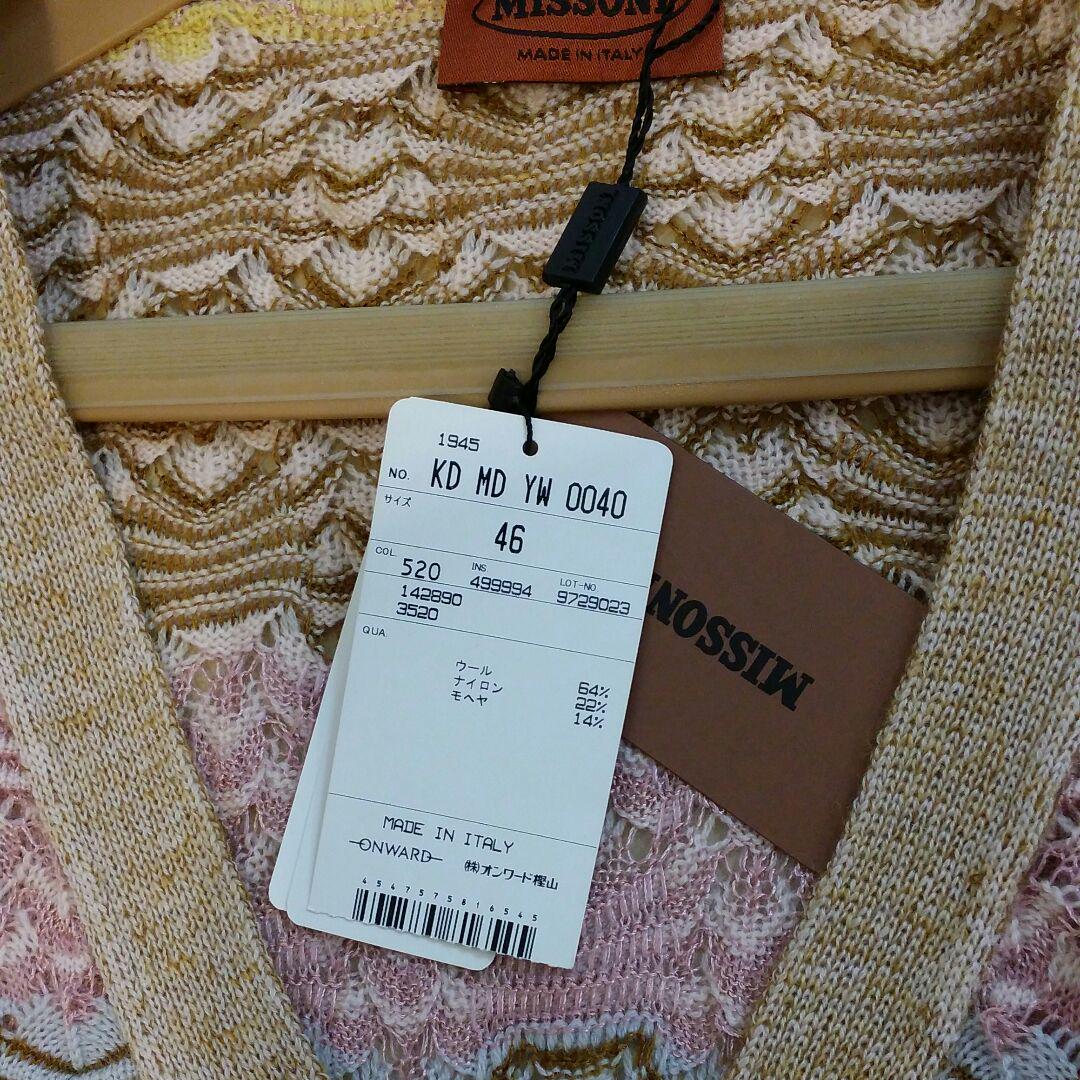 MISSONI
MADE IN ITALY
MISSONI
1945
NO. KD MD YW 0040
サイズ
46
COL. 520 INS 499994 LOT-NO 9729023
142890
3520
QUA.
ウール 64%
ナイロン 22%
モヘヤ 14%
MADE IN ITALY
ONWARD (株)オンワード樫山
4547575816545
MISSONI